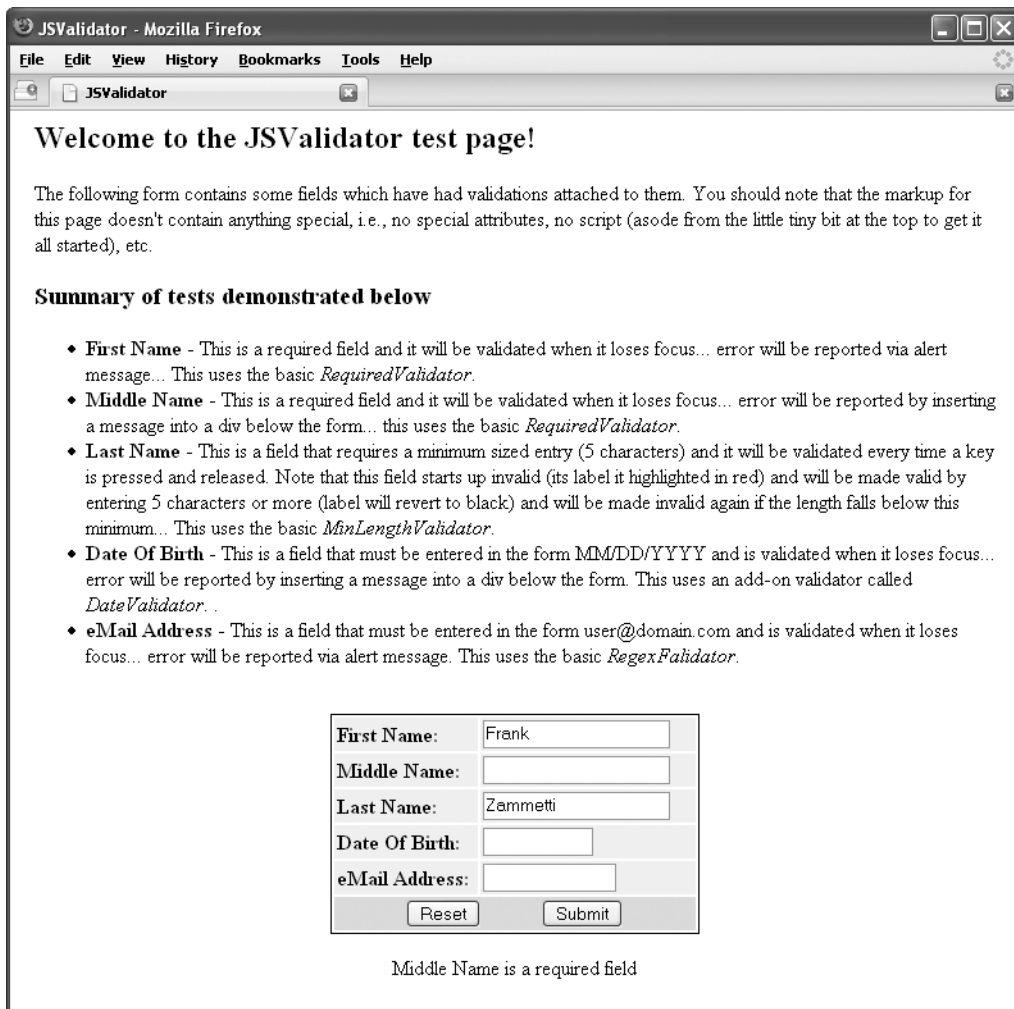 JSValidator - Mozilla Firefox
File Edit View History Bookmarks Tools Help
JSValidator
Welcome to the JSValidator test page!
The following form contains some fields which have had validations attached to them. You should note that the markup for
this page doesn't contain anything special, i.e., no special attributes, no script (asode from the little tiny bit at the top to get it
all started), etc.
Summary of tests demonstrated below
• First Name - This is a required field and it will be validated when it loses focus... error will be reported via alert
message... This uses the basic RequiredValidator.
• Middle Name - This is a required field and it will be validated when it loses focus... error will be reported by inserting
a message into a div below the form... this uses the basic RequiredValidator.
• Last Name - This is a field that requires a minimum sized entry (5 characters) and it will be validated every time a key
is pressed and released. Note that this field starts up invalid (its label it highlighted in red) and will be made valid by
entering 5 characters or more (label will revert to black) and will be made invalid again if the length falls below this
minimum... This uses the basic MinLengthValidator.
• Date Of Birth - This is a field that must be entered in the form MM/DD/YYYY and is validated when it loses focus...
error will be reported by inserting a message into a div below the form. This uses an add-on validator called
DateValidator. .
• eMail Address - This is a field that must be entered in the form user@domain.com and is validated when it loses
focus... error will be reported via alert message. This uses the basic RegexFalidator.
First Name: Frank
Middle Name:
Last Name: Zammetti
Date Of Birth:
eMail Address:
Reset Submit
Middle Name is a required field